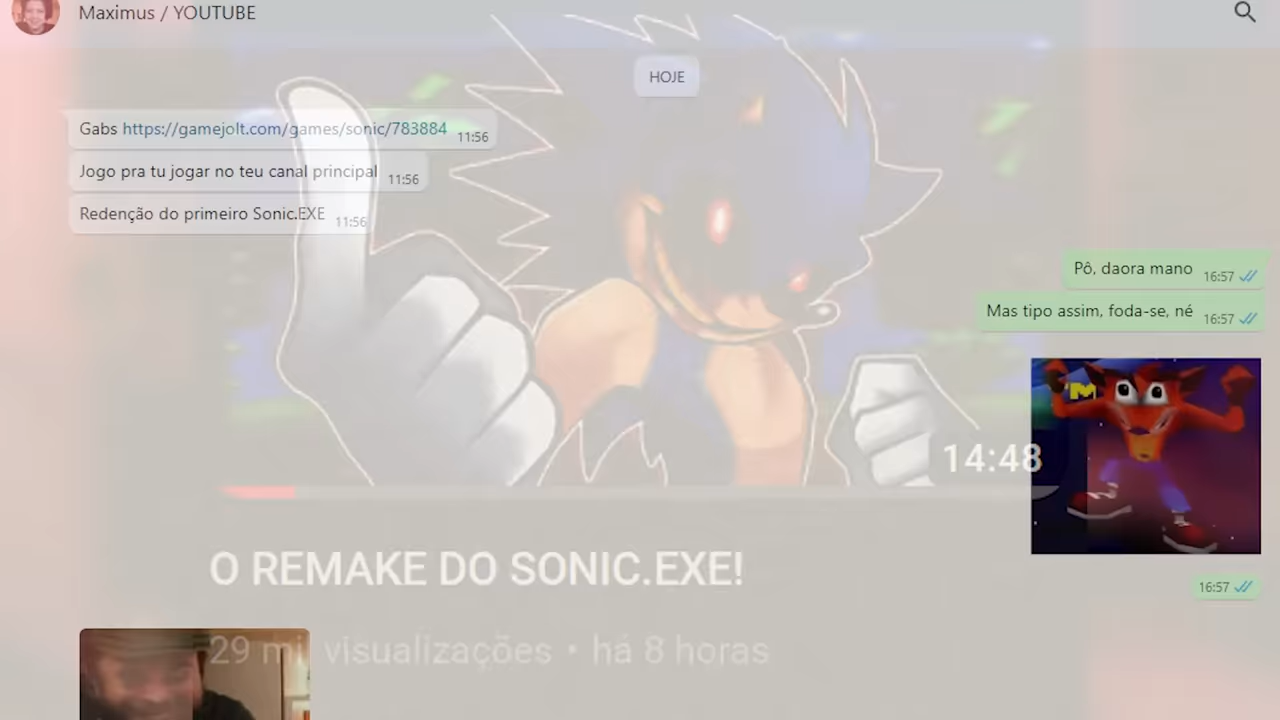 Maximus / YOUTUBE
HOJE
Gabs https://gamejolt.com/games/sonic/783884 11:56
Jogo pra tu jogar no teu canal principal 11:56
Redenção do primeiro Sonic.EXE 11:56
Pô, daora mano 16:57
Mas tipo assim, foda-se, né 16:57
14:48
16:57
O REMAKE DO SONIC.EXE!
29 mil visualizações • há 8 horas